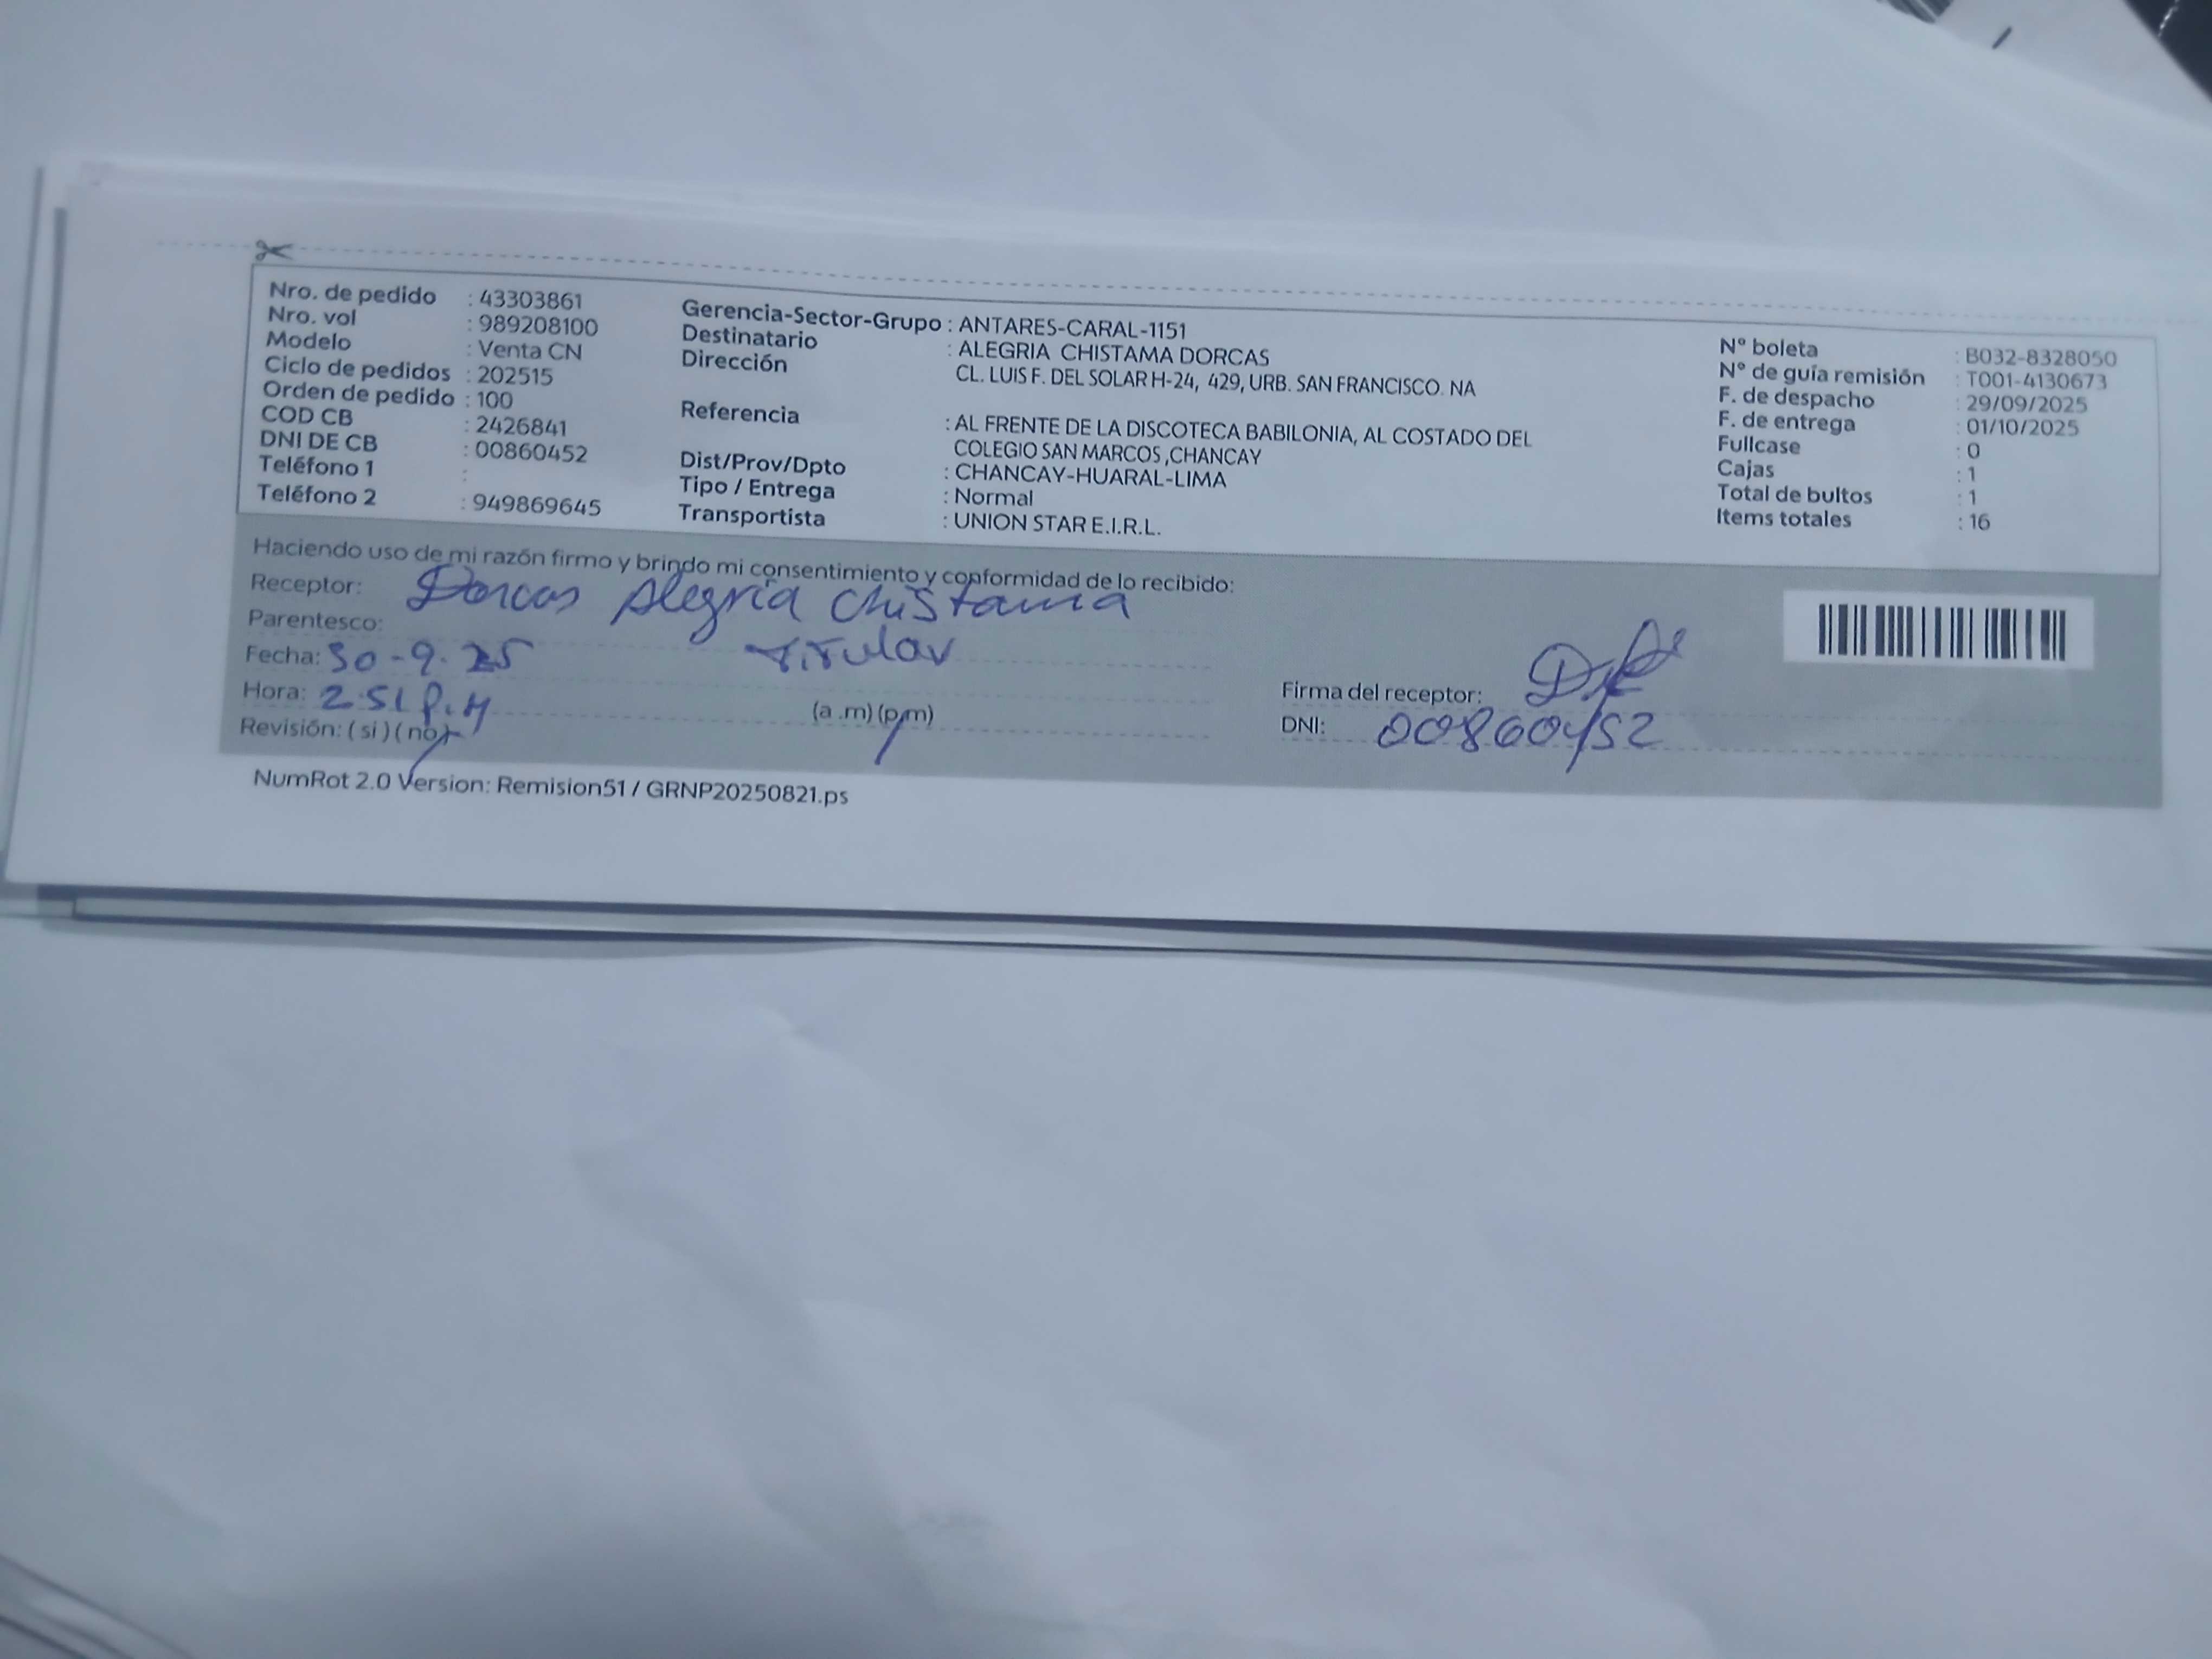 Nro. de pedido : 43303861
Nro. vol : 989208100
Modelo : Venta CN
Ciclo de pedidos : 202515
Orden de pedido : 100
COD CB : 2426841
DNI DE CB : 00860452
Teléfono 1 :
Teléfono 2 : 949869645
Gerencia-Sector-Grupo : ANTARES-CARAL-1151
Destinatario : ALEGRIA CHISTAMA DORCAS
Dirección CL. LUIS F. DEL SOLAR H-24, 429, URB. SAN FRANCISCO. NA
Referencia : AL FRENTE DE LA DISCOTECA BABILONIA, AL COSTADO DEL
COLEGIO SAN MARCOS ,CHANCAY
Dist/Prov/Dpto : CHANCAY-HUARAL-LIMA
Tipo / Entrega : Normal
Transportista : UNION STAR E.I.R.L.
N° boleta : B032-8328050
N° de guía remisión : T001-4130673
F. de despacho : 29/09/2025
F. de entrega : 01/10/2025
Fullcase : 0
Cajas : 1
Total de bultos : 1
Items totales : 16
Haciendo uso de mi razón firmo y brindo mi consentimiento y conformidad de lo recibido:
Receptor: Dorcas Alegria Chistama
Parentesco: Titular
Fecha: 30-9-25
Hora: 2.51 P.M (a .m) (p.m)
Revisión: ( si ) ( no )
Firma del receptor:
DNI: 00860452
NumRot 2.0 Version: Remision51 / GRNP20250821.ps